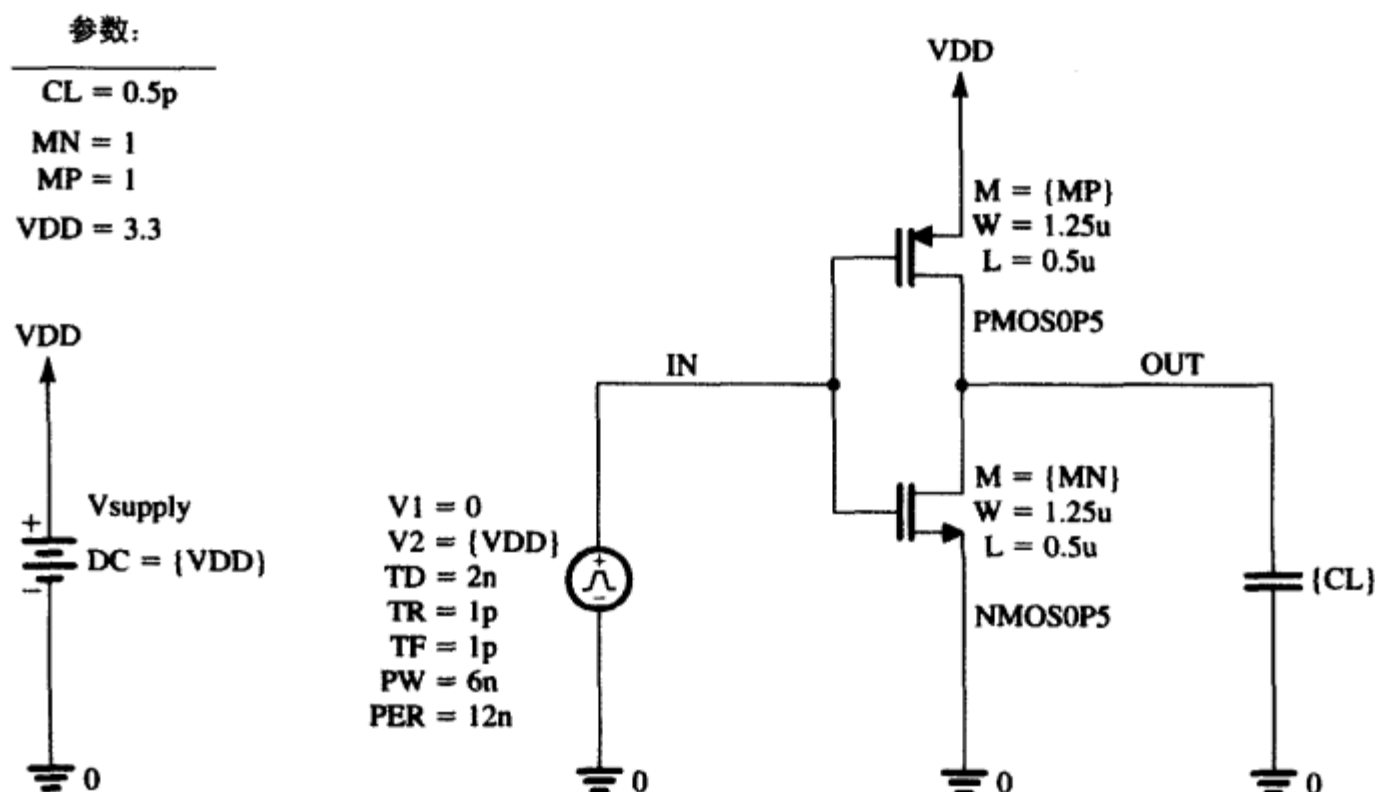 参数：
CL = 0.5p
MN = 1
MP = 1
VDD = 3.3
VDD
+
Vsupply
DC = {VDD}
−
0
V1 = 0
V2 = {VDD}
TD = 2n
TR = 1p
TF = 1p
PW = 6n
PER = 12n
+
−
0
IN
VDD
M = {MP}
W = 1.25u
L = 0.5u
PMOS0P5
OUT
M = {MN}
W = 1.25u
L = 0.5u
NMOS0P5
0
{CL}
0